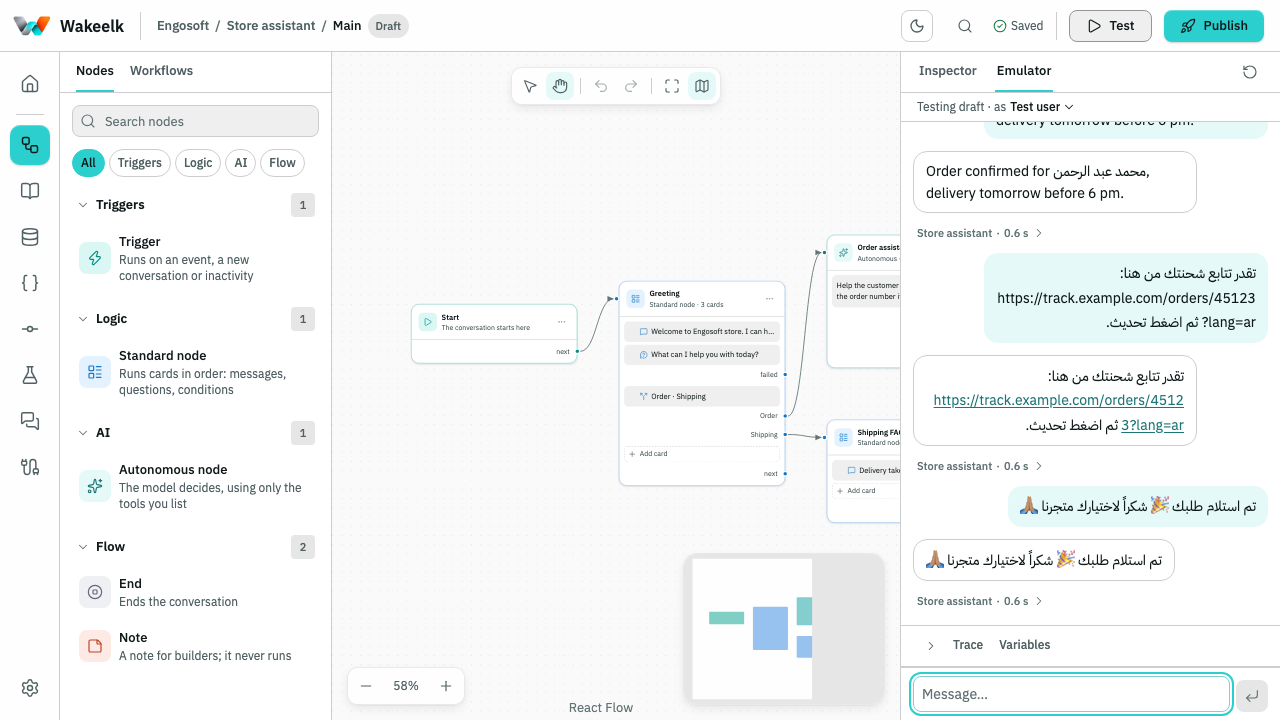 Wakeelk
Engosoft / Store assistant / Main Draft
Saved
Test
Publish
Nodes Workflows
Search nodes
All Triggers Logic AI Flow
Triggers 1
Trigger
Runs on an event, a new
conversation or inactivity
Logic 1
Standard node
Runs cards in order: messages,
questions, conditions
AI 1
Autonomous node
The model decides, using only the
tools you list
Flow 2
End
Ends the conversation
Note
A note for builders; it never runs
Start
The conversation starts here
next
Greeting
Standard node · 3 cards
Welcome to Engosoft store. I can h...
What can I help you with today?
failed
Order · Shipping
Order
Shipping
Add card
next
Order assist
Autonomous ·
Help the customer
the order number i
Shipping FAQ
Standard node
Delivery take
Add card
58%
React Flow
Inspector Emulator
Testing draft · as Test user
delivery tomorrow before 6 pm.
Order confirmed for محمد عبد الرحمن,
delivery tomorrow before 6 pm.
Store assistant · 0.6 s
تقدر تتابع شحنتك من هنا:
https://track.example.com/orders/45123
?lang=ar ثم اضغط تحديث.
تقدر تتابع شحنتك من هنا:
https://track.example.com/orders/4512
3?lang=ar ثم اضغط تحديث.
Store assistant · 0.6 s
تم استلام طلبك 🎉 شكراً لاختيارك متجرنا 🙏🏽
تم استلام طلبك 🎉 شكراً لاختيارك متجرنا 🙏🏽
Store assistant · 0.6 s
Trace Variables
Message...